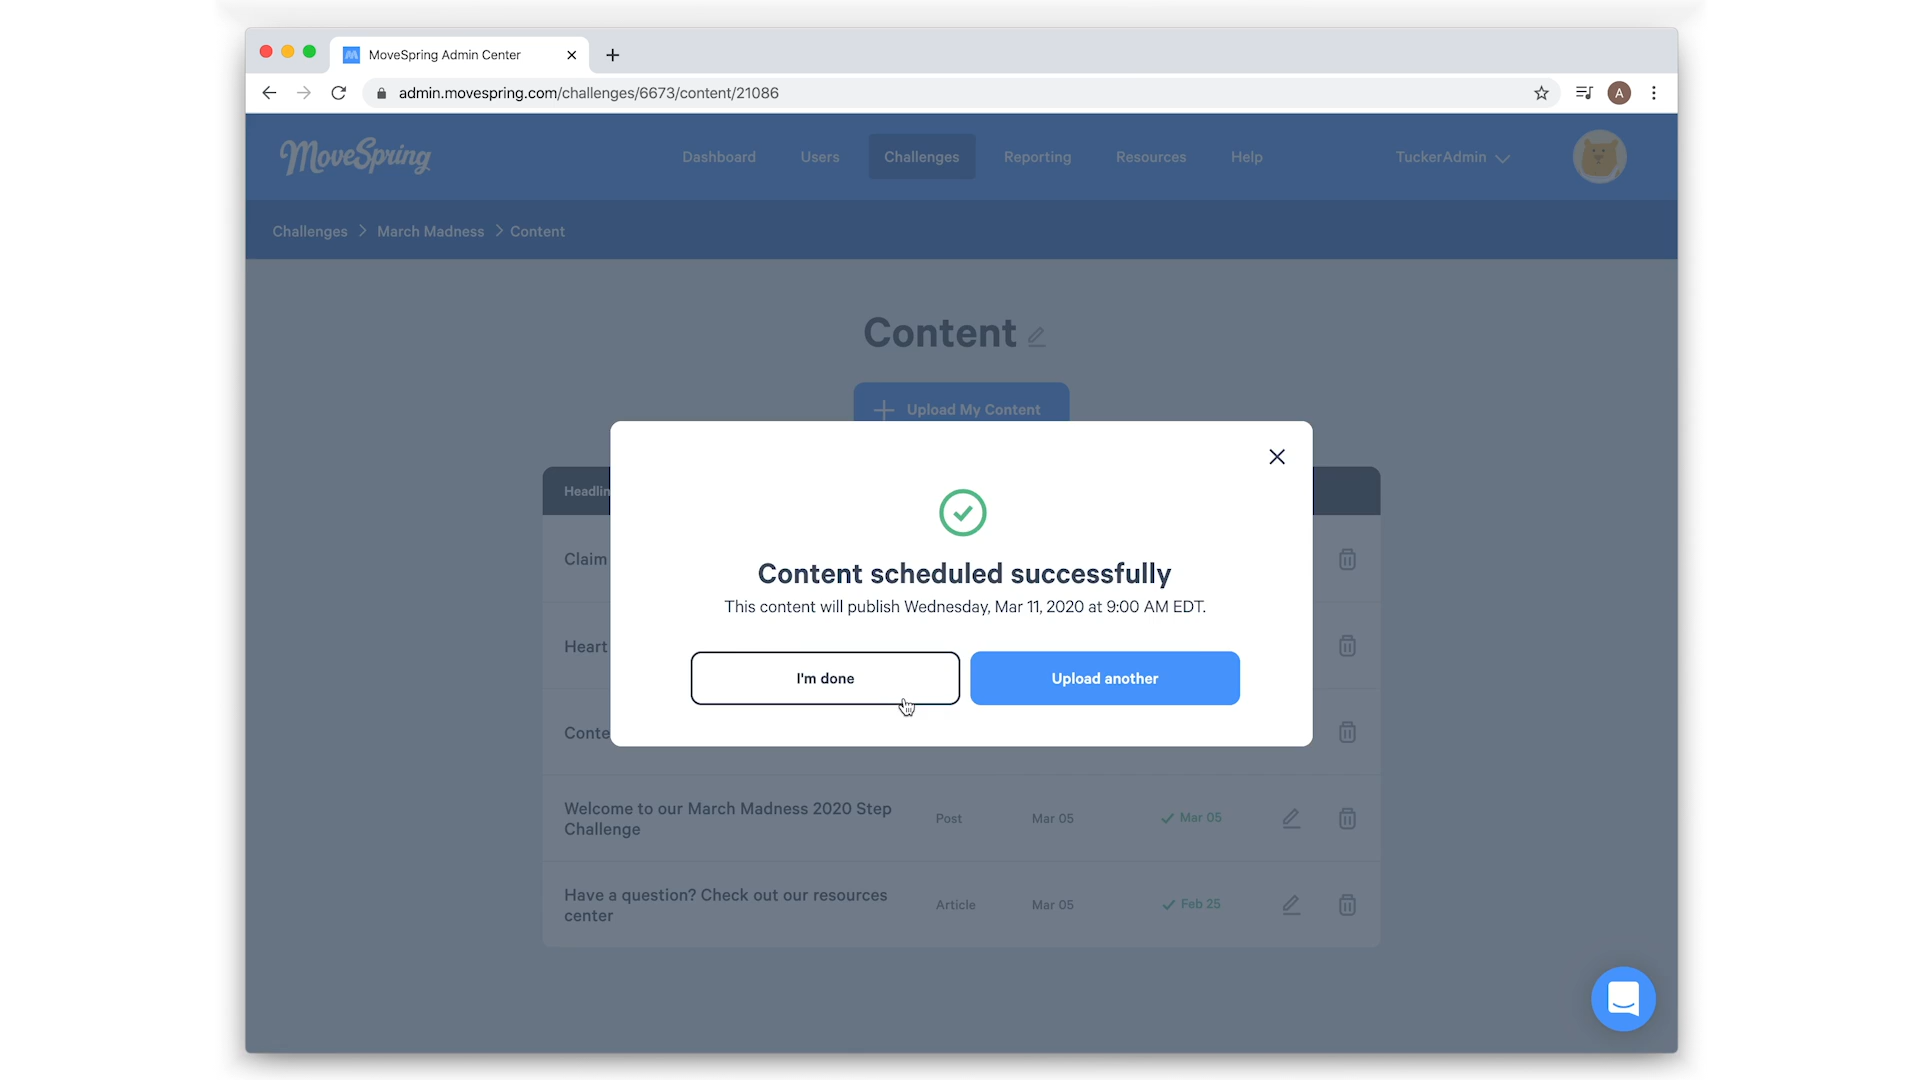 MoveSpring Admin Center
admin.movespring.com/challenges/6673/content/21086
A
MoveSpring
Dashboard
Users
Challenges
Reporting
Resources
Help
TuckerAdmin
Challenges > March Madness > Content
Content
Upload My Content
Headlin
Content scheduled successfully
This content will publish Wednesday, Mar 11, 2020 at 9:00 AM EDT.
I'm done
Upload another
Claim
Heart
Conte
Welcome to our March Madness 2020 Step
Challenge
Post
Mar 05
Mar 05
Have a question? Check out our resources
center
Article
Mar 05
Feb 25